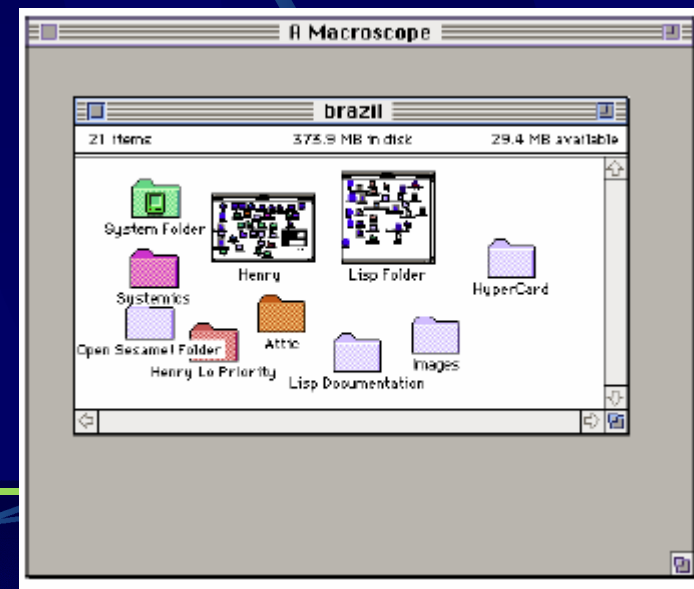 A Macroscope
brazil
21 items 373.9 MB in disk 29.4 MB available
System Folder
Henry
Lisp Folder
HyperCard
Systemics
Attic
Images
Open Sesame! Folder
Henry Lo Priority
Lisp Documentation